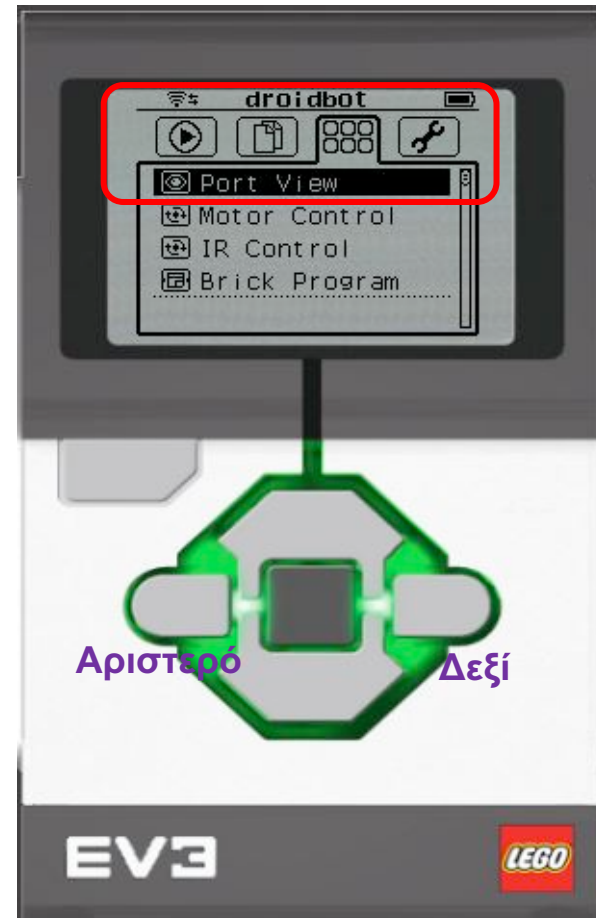 droidbot
Port View
Motor Control
IR Control
Brick Program
Αριστερό
Δεξί
EV3
LEGO